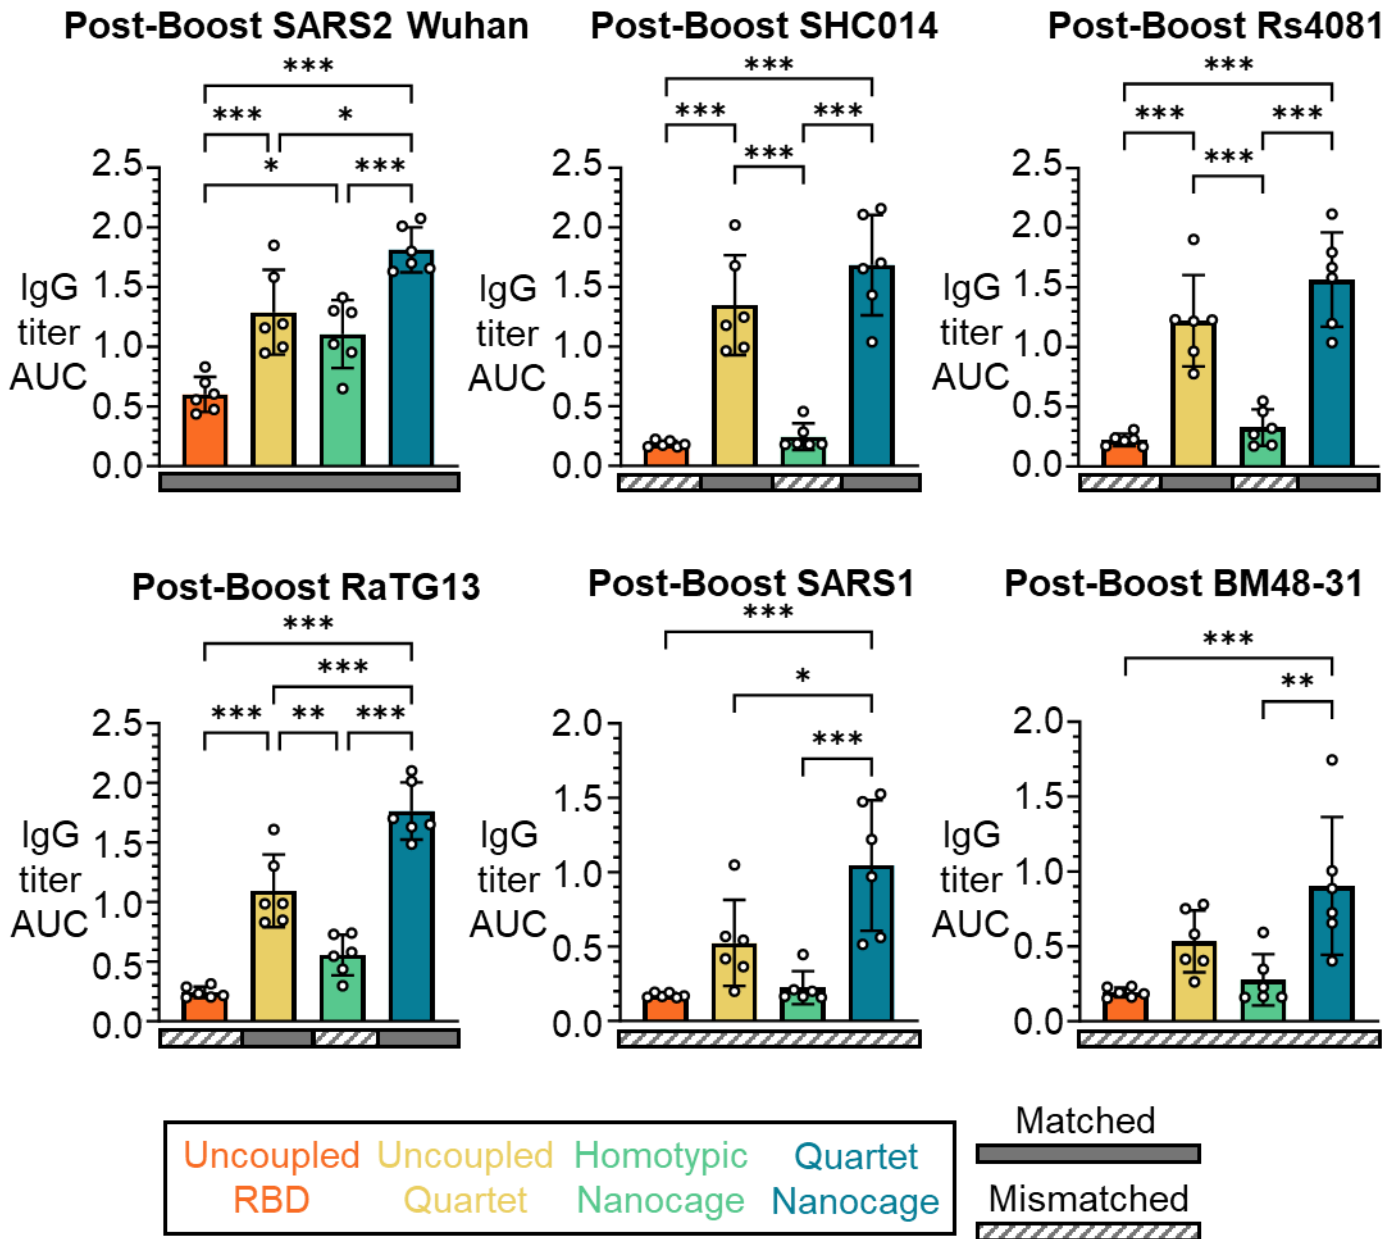 Post-Boost SARS2 Wuhan
***
***
*
*
***
2.5
2.0
1.5
1.0
0.5
0.0
IgG
titer
AUC
Post-Boost SHC014
***
***
***
***
2.5
2.0
1.5
1.0
0.5
0.0
IgG
titer
AUC
Post-Boost Rs4081
***
***
***
***
2.5
2.0
1.5
1.0
0.5
0.0
IgG
titer
AUC
Post-Boost RaTG13
***
***
***
**
***
2.5
2.0
1.5
1.0
0.5
0.0
IgG
titer
AUC
Post-Boost SARS1
***
*
***
2.0
1.5
1.0
0.5
0.0
IgG
titer
AUC
Post-Boost BM48-31
***
**
2.0
1.5
1.0
0.5
0.0
IgG
titer
AUC
Uncoupled
RBD
Uncoupled
Quartet
Homotypic
Nanocage
Quartet
Nanocage
Matched
Mismatched